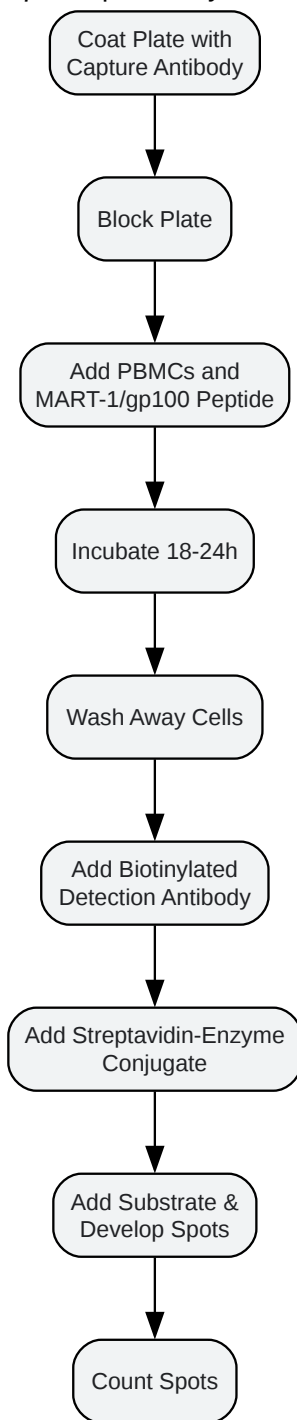 Coat Plate with
Capture Antibody
Block Plate
Add PBMCs and
MART-1/gp100 Peptide
Incubate 18-24h
Wash Away Cells
Add Biotinylated
Detection Antibody
Add Streptavidin-Enzyme
Conjugate
Add Substrate &
Develop Spots
Count Spots